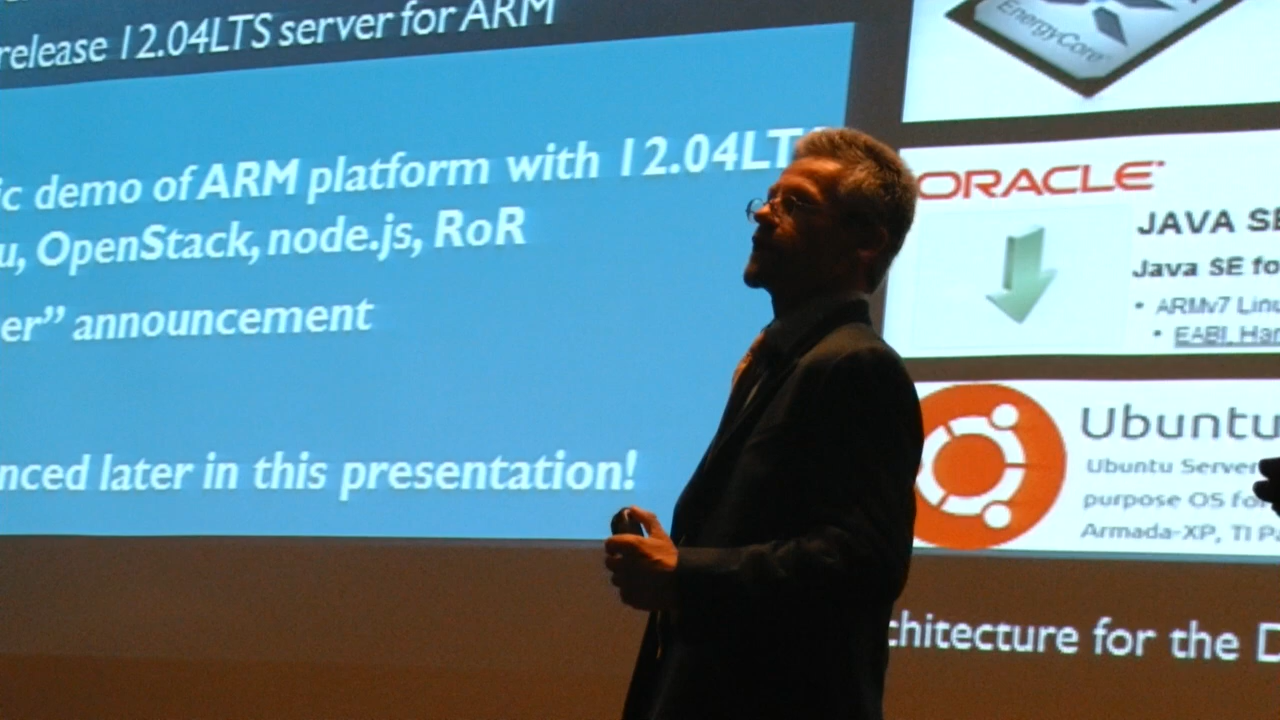 release 12.04LTS server for ARM
ic demo of ARM platform with 12.04LTS
u, OpenStack, node.js, RoR
er” announcement
nced later in this presentation!
EnergyCore
ORACLE
JAVA SE
Java SE fo
• ARMv7 Linu
• EABI, Har
Ubuntu
Ubuntu Server
purpose OS fo
Armada-XP, TI Pa
chitecture for the D